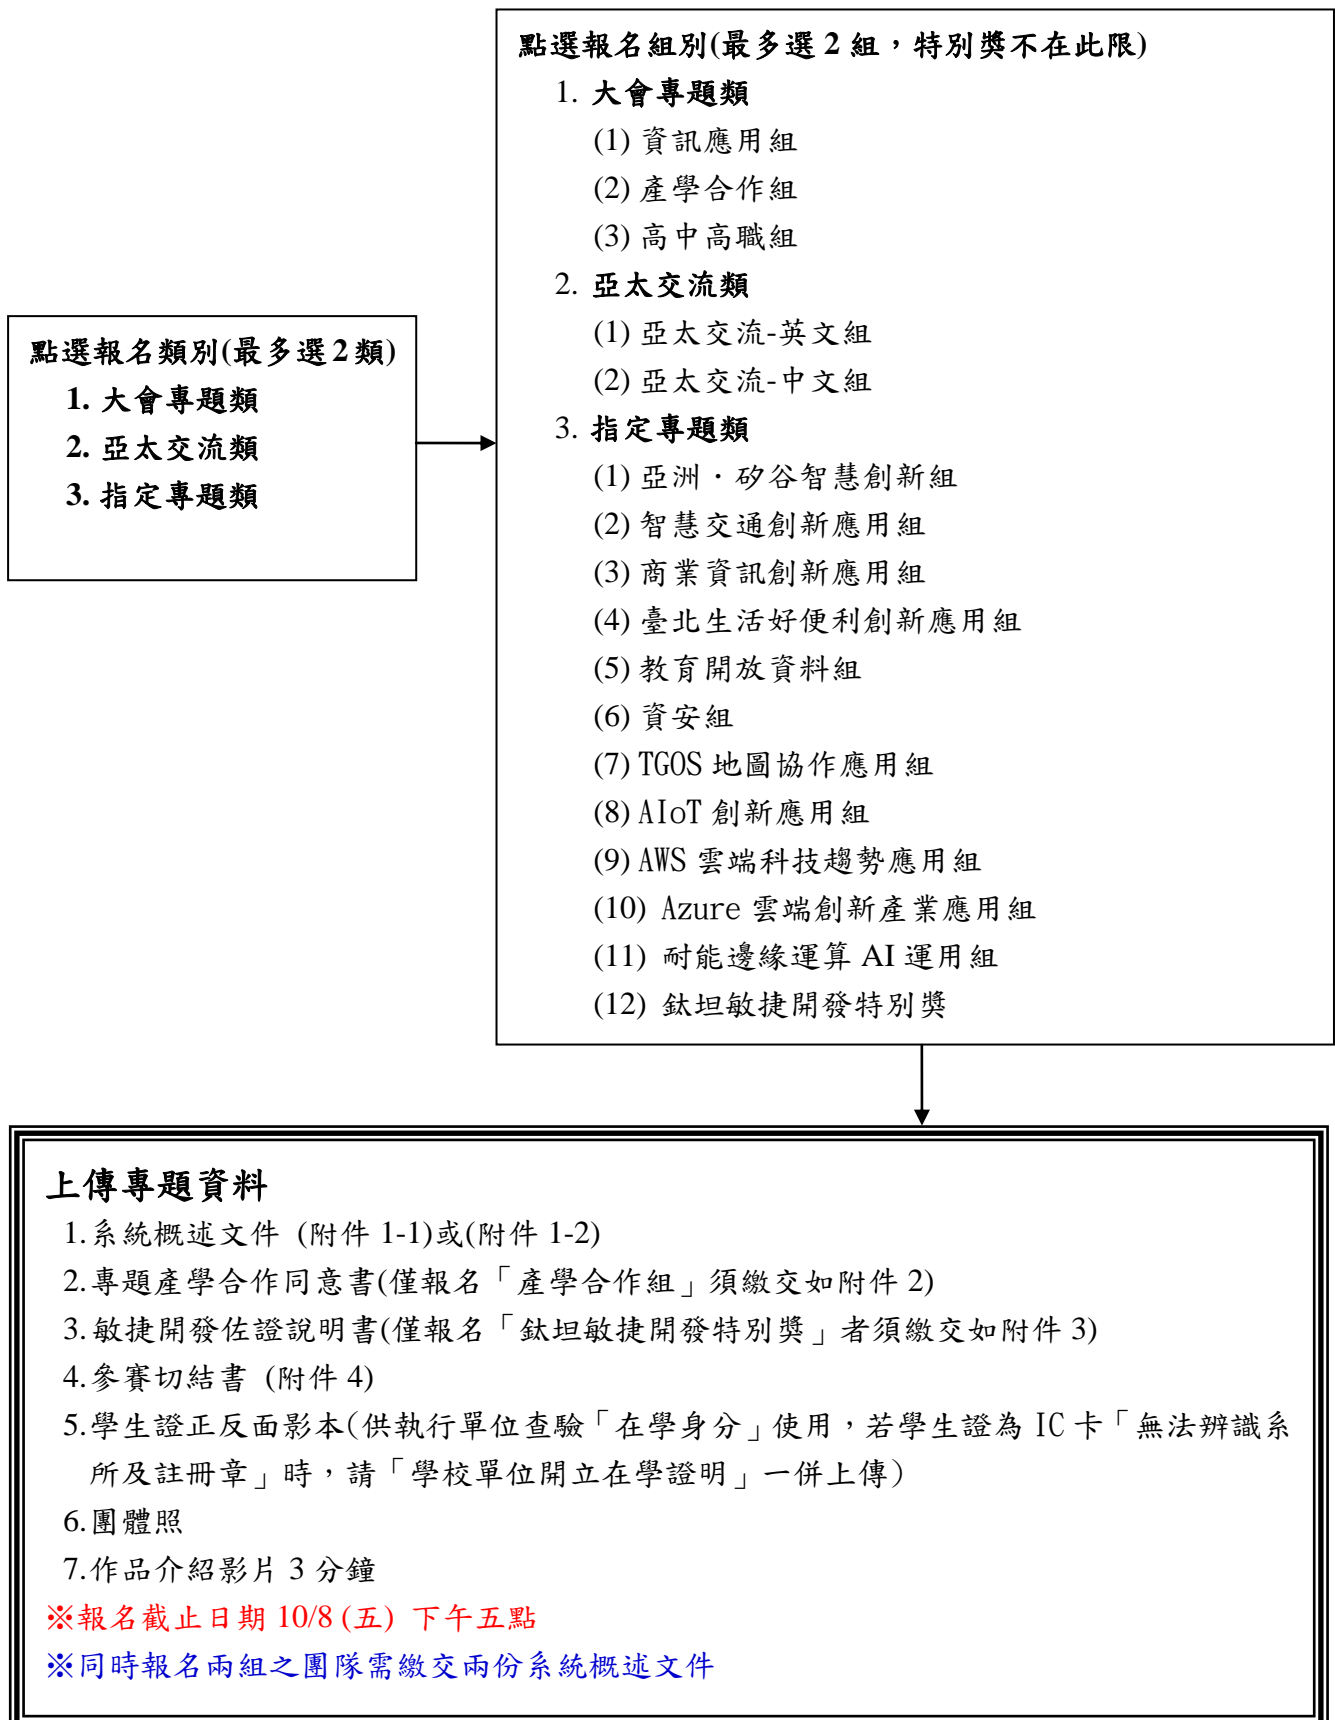 點選報名類別(最多選2類)
1. 大會專題類
2. 亞太交流類
3. 指定專題類
點選報名組別(最多選 2 組，特別獎不在此限)
1. 大會專題類
(1) 資訊應用組
(2) 產學合作組
(3) 高中高職組
2. 亞太交流類
(1) 亞太交流-英文組
(2) 亞太交流-中文組
3. 指定專題類
(1) 亞洲．矽谷智慧創新組
(2) 智慧交通創新應用組
(3) 商業資訊創新應用組
(4) 臺北生活好便利創新應用組
(5) 教育開放資料組
(6) 資安組
(7) TGOS 地圖協作應用組
(8) AIoT 創新應用組
(9) AWS 雲端科技趨勢應用組
(10) Azure 雲端創新產業應用組
(11) 耐能邊緣運算 AI 運用組
(12) 鈦坦敏捷開發特別獎
上傳專題資料
1.系統概述文件 (附件 1-1)或(附件 1-2)
2.專題產學合作同意書(僅報名「產學合作組」須繳交如附件 2)
3.敏捷開發佐證說明書(僅報名「鈦坦敏捷開發特別獎」者須繳交如附件 3)
4.參賽切結書 (附件 4)
5.學生證正反面影本(供執行單位查驗「在學身分」使用，若學生證為 IC 卡「無法辨識系
所及註冊章」時，請「學校單位開立在學證明」一併上傳)
6.團體照
7.作品介紹影片 3 分鐘
※報名截止日期 10/8 (五) 下午五點
※同時報名兩組之團隊需繳交兩份系統概述文件